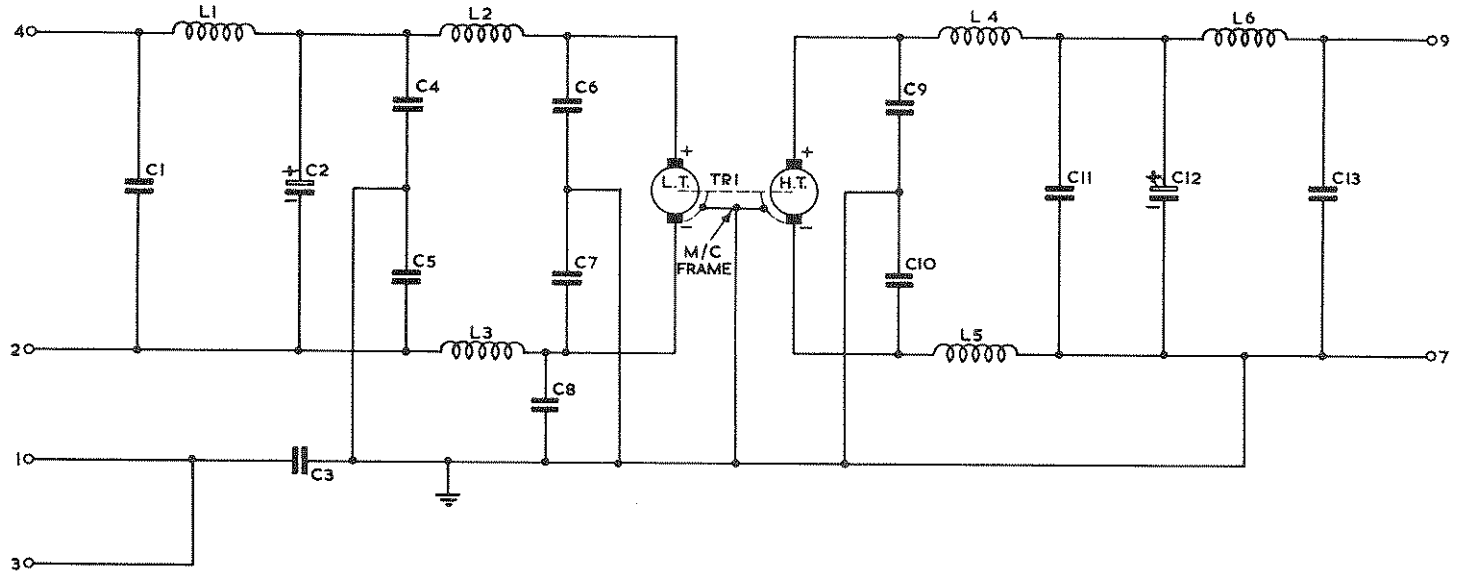 4
L1
L2
L4
L6
9
C1
C2
+
-
C4
C6
C9
C11
+
C12
-
C13
+
L.T.
TR1
+
H.T.
-
-
M/C
FRAME
C5
C7
C10
2
L3
L5
7
C8
1
C3
3